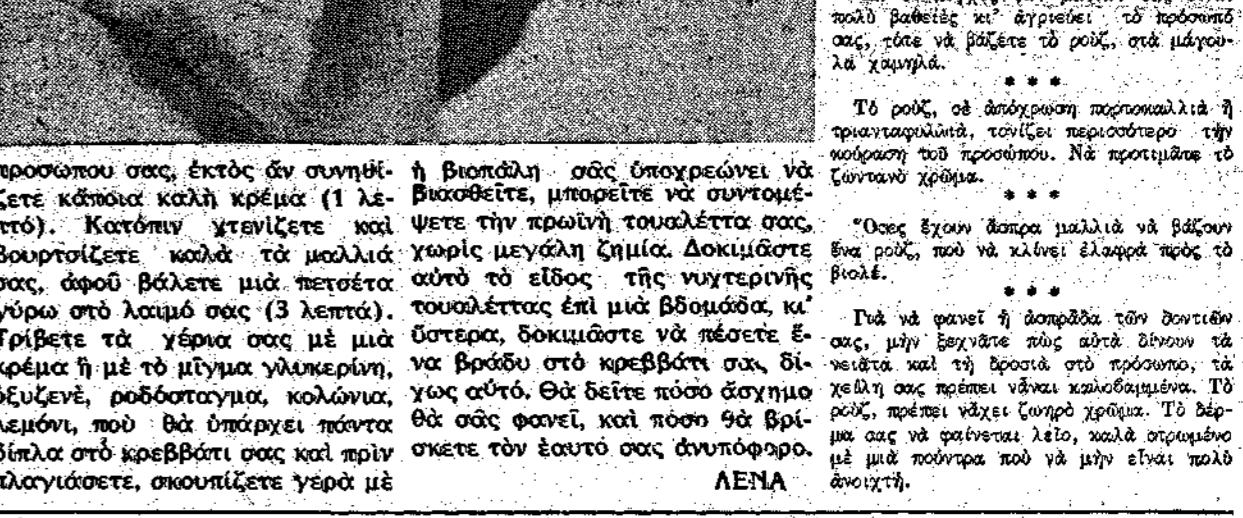 προσώπου σας, ἐκτὸς ἄν συνηθί-
ζετε κάποια καλὴ κρέμα (1 λε-
πτό). Κατόπιν χτενίζετε καὶ
βουρτσίζετε καλὰ τὰ μαλλιά
σας, ἀφοῦ βάλετε μιὰ πετσέτα
γύρω στὸ λαιμό σας (3 λεπτά).
Τρίβετε τὰ χέρια σας μὲ μιὰ
κρέμα ἢ μὲ τὸ μῖγμα γλυκερίνη,
ὀξυζενὲ, ροδόσταγμα, κολώνια,
λεμόνι, ποὺ θὰ ὑπάρχει πάντα
δίπλα στὸ κρεββάτι σας καὶ πρὶν
πλαγιάσετε, σκουπίζετε γερὰ μὲ
ἡ βιοπάλη σᾶς ὑποχρεώνει νὰ
βιασθεῖτε, μπορεῖτε νὰ συντομέ-
ψετε τὴν πρωϊνὴ τουαλέττα σας,
χωρὶς μεγάλη ζημία. Δοκιμᾶστε
αὐτὸ τὸ εἶδος τῆς νυχτερινῆς
τουαλέττας ἐπὶ μιὰ βδομάδα, κι'
ὕστερα, δοκιμᾶστε νὰ πέσετε ἕ-
να βράδυ στὸ κρεββάτι σας, δί-
χως αὐτό. Θὰ δεῖτε πόσο ἄσχημο
θὰ σᾶς φανεῖ, καὶ πόσο θὰ βρί-
σκετε τὸν ἑαυτό σας ἀνυπόφορο.
ΛΕΝΑ
πολὺ βαθειὲς κι' ἀγριεύει τὸ πρόσωπό
σας, τότε νὰ βάζετε τὸ ροὺζ, στὰ μάγου-
λα χαμηλά.
* * *
Τὸ ροὺζ, σὲ ἀπόχρωση πορτοκαλλιὰ ἢ
τριανταφυλλιὰ, τονίζει περισσότερο τὴν
κούραση τοῦ προσώπου. Νὰ προτιμᾶτε τὸ
ζωντανὸ χρῶμα.
* * *
Ὅσες ἔχουν ἄσπρα μαλλιὰ νὰ βάζουν
ἕνα ροὺζ, ποὺ νὰ κλίνει ἐλαφρὰ πρὸς τὸ
βιολέ.
* * *
Γιὰ νὰ φανεῖ ἡ ἀσπράδα τῶν δοντιῶν
σας, μὴν ξεχνᾶτε πὼς αὐτὰ δίνουν τὰ
νειᾶτα καὶ τὴ δροσιὰ στὸ πρόσωπο, τὰ
χείλη σας πρέπει νἆναι καλοβαμμένα. Τὸ
ροὺζ, πρέπει νἄχει ζωηρὸ χρῶμα. Τὸ δέρ-
μα σας νὰ φαίνεται λεῖο, καλὰ στρωμένο
μὲ μιὰ πούντρα ποὺ νὰ μὴν εἶναι πολὺ
ἀνοιχτή.